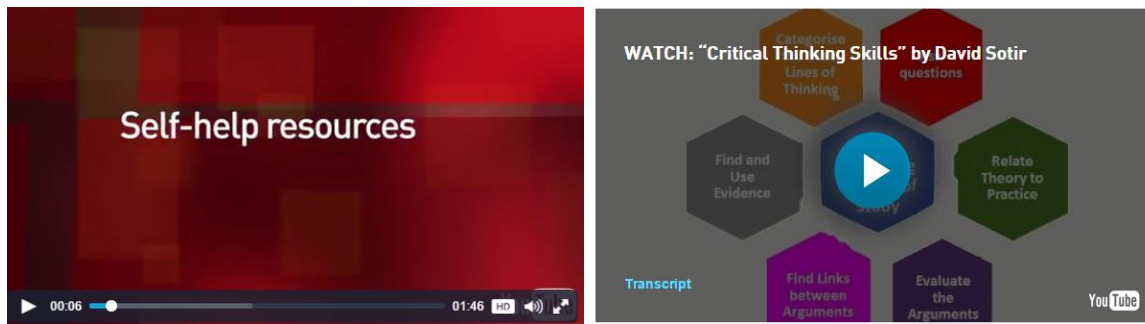 Self-help resources
00:06
01:46
HD
WATCH: “Critical Thinking Skills” by David Sotir
Categorise
Lines of
Thinking
questions
Find and
Use
Evidence
of
Study
Relate
Theory to
Practice
Find Links
between
Arguments
Evaluate
the
Arguments
Transcript
YouTube